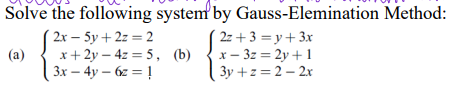 Solve the following system by Gauss-Elemination Method:
2x – 5y + 2z = 2 2z + 3 = y + 3x
(a) x + 2y – 4z = 5, (b) x – 3z = 2y + 1
3x – 4y – 6z = 1 3y + z = 2 – 2x